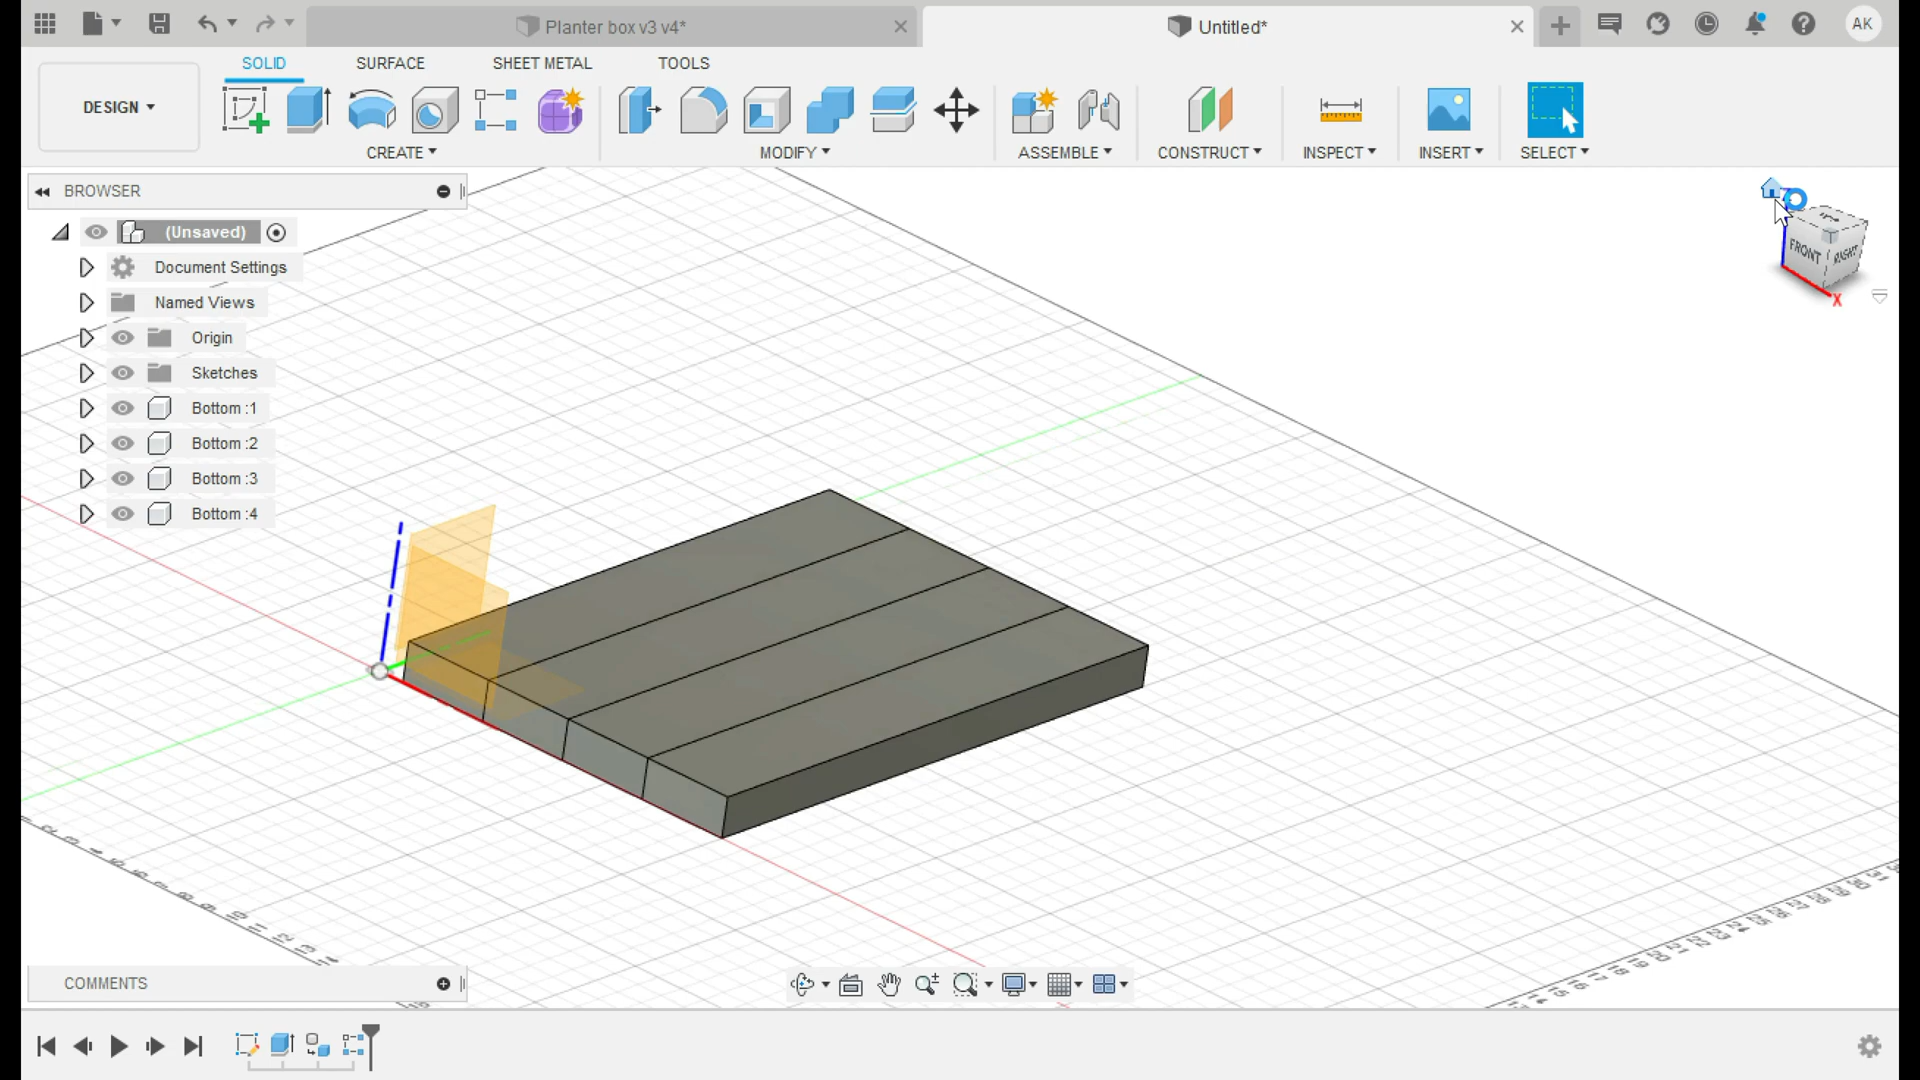 Planter box v3 v4*
Untitled*
AK
SOLID
SURFACE
SHEET METAL
TOOLS
DESIGN
CREATE
MODIFY
ASSEMBLE
CONSTRUCT
INSPECT
INSERT
SELECT
BROWSER
(Unsaved)
Document Settings
Named Views
Origin
Sketches
Bottom :1
Bottom :2
Bottom :3
Bottom :4
FRONT
RIGHT
X
COMMENTS